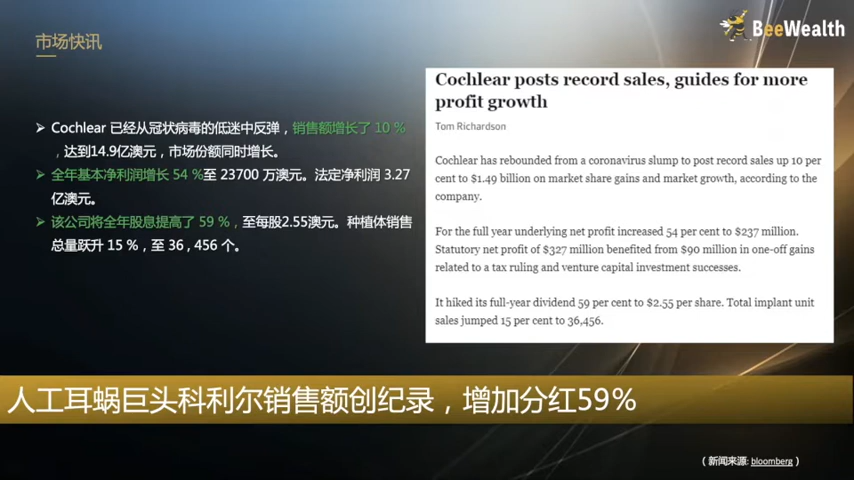 市场快讯
BeeWealth
Cochlear 已经从冠状病毒的低迷中反弹，销售额增长了 10 %
，达到14.9亿澳元，市场份额同时增长。
全年基本净利润增长 54 %至 23700 万澳元。法定净利润 3.27
亿澳元。
该公司将全年股息提高了 59 %，至每股2.55澳元。种植体销售
总量跃升 15 %，至 36 , 456 个。
Cochlear posts record sales, guides for more
profit growth
Tom Richardson
Cochlear has rebounded from a coronavirus slump to post record sales up 10 per
cent to $1.49 billion on market share gains and market growth, according to the
company.
For the full year underlying net profit increased 54 per cent to $237 million.
Statutory net profit of $327 million benefited from $90 million in one-off gains
related to a tax ruling and venture capital investment successes.
It hiked its full-year dividend 59 per cent to $2.55 per share. Total implant unit
sales jumped 15 per cent to 36,456.
人工耳蜗巨头科利尔销售额创纪录，增加分红59%
（ 新闻来源: bloomberg ）